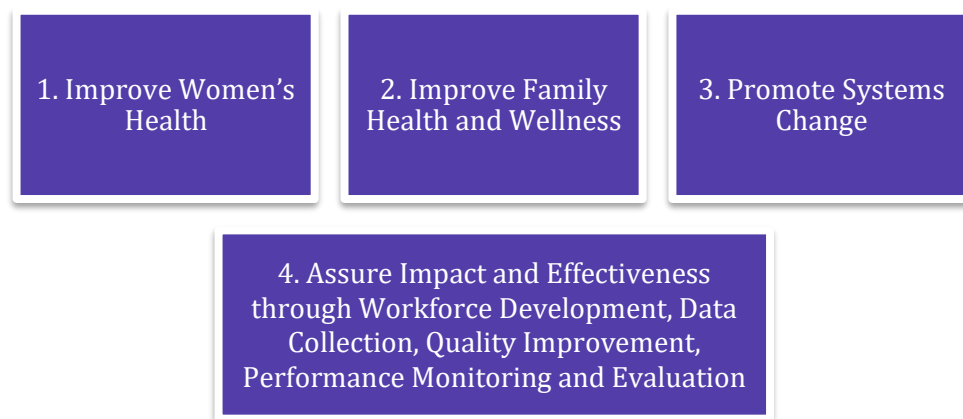 1. Improve Women’s
Health
2. Improve Family
Health and Wellness
3. Promote Systems
Change
4. Assure Impact and Effectiveness
through Workforce Development, Data
Collection, Quality Improvement,
Performance Monitoring and Evaluation